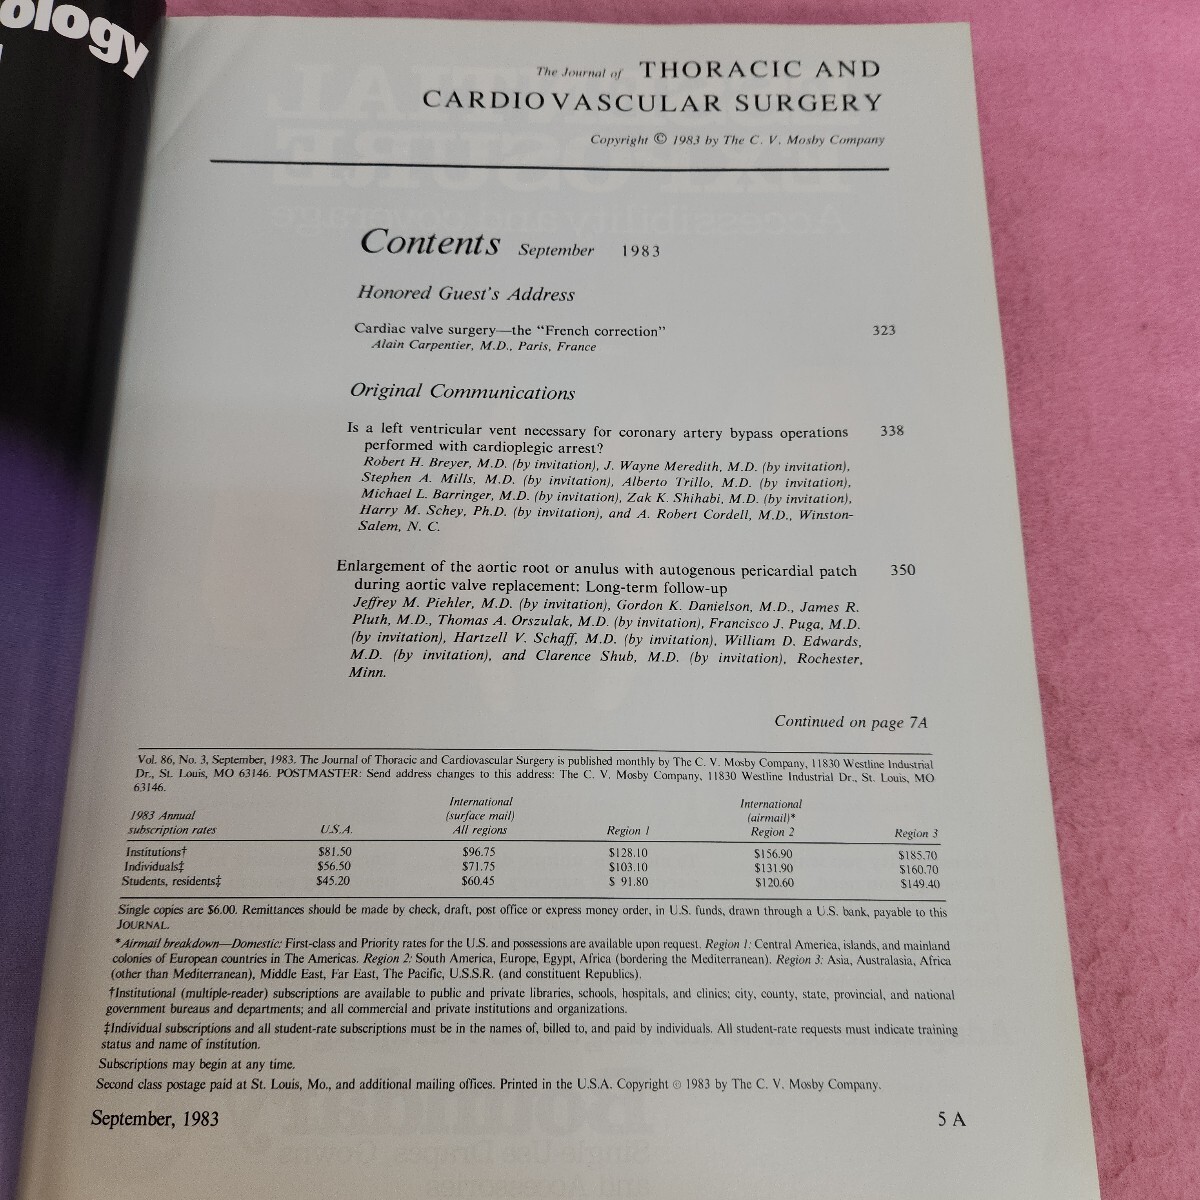 ology
The Journal of THORACIC AND
CARDIOVASCULAR SURGERY
Copyright © 1983 by The C. V. Mosby Company
Contents September 1983
Honored Guest's Address
Cardiac valve surgery—the "French correction" 323
Alain Carpentier, M.D., Paris, France
Original Communications
Is a left ventricular vent necessary for coronary artery bypass operations 338
performed with cardioplegic arrest?
Robert H. Breyer, M.D. (by invitation), J. Wayne Meredith, M.D. (by invitation),
Stephen A. Mills, M.D. (by invitation), Alberto Trillo, M.D. (by invitation),
Michael L. Barringer, M.D. (by invitation), Zak K. Shihabi, M.D. (by invitation),
Harry M. Schey, Ph.D. (by invitation), and A. Robert Cordell, M.D., Winston-
Salem, N. C.
Enlargement of the aortic root or anulus with autogenous pericardial patch 350
during aortic valve replacement: Long-term follow-up
Jeffrey M. Piehler, M.D. (by invitation), Gordon K. Danielson, M.D., James R.
Pluth, M.D., Thomas A. Orszulak, M.D. (by invitation), Francisco J. Puga, M.D.
(by invitation), Hartzell V. Schaff, M.D. (by invitation), William D. Edwards,
M.D. (by invitation), and Clarence Shub, M.D. (by invitation), Rochester,
Minn.
Continued on page 7A
Vol. 86, No. 3, September, 1983. The Journal of Thoracic and Cardiovascular Surgery is published monthly by The C. V. Mosby Company, 11830 Westline Industrial
Dr., St. Louis, MO 63146. POSTMASTER: Send address changes to this address: The C. V. Mosby Company, 11830 Westline Industrial Dr., St. Louis, MO
63146.
International International
1983 Annual (surface mail) (airmail)*
subscription rates U.S.A. All regions Region 1 Region 2 Region 3
Institutions† $81.50 $96.75 $128.10 $156.90 $185.70
Individuals‡ $56.50 $71.75 $103.10 $131.90 $160.70
Students, residents‡ $45.20 $60.45 $ 91.80 $120.60 $149.40
Single copies are $6.00. Remittances should be made by check, draft, post office or express money order, in U.S. funds, drawn through a U.S. bank, payable to this
JOURNAL.
*Airmail breakdown—Domestic: First-class and Priority rates for the U.S. and possessions are available upon request. Region 1: Central America, islands, and mainland
colonies of European countries in The Americas. Region 2: South America, Europe, Egypt, Africa (bordering the Mediterranean). Region 3: Asia, Australasia, Africa
(other than Mediterranean), Middle East, Far East, The Pacific, U.S.S.R. (and constituent Republics).
†Institutional (multiple-reader) subscriptions are available to public and private libraries, schools, hospitals, and clinics; city, county, state, provincial, and national
government bureaus and departments; and all commercial and private institutions and organizations.
‡Individual subscriptions and all student-rate subscriptions must be in the names of, billed to, and paid by individuals. All student-rate requests must indicate training
status and name of institution.
Subscriptions may begin at any time.
Second class postage paid at St. Louis, Mo., and additional mailing offices. Printed in the U.S.A. Copyright © 1983 by The C. V. Mosby Company.
September, 1983 5 A